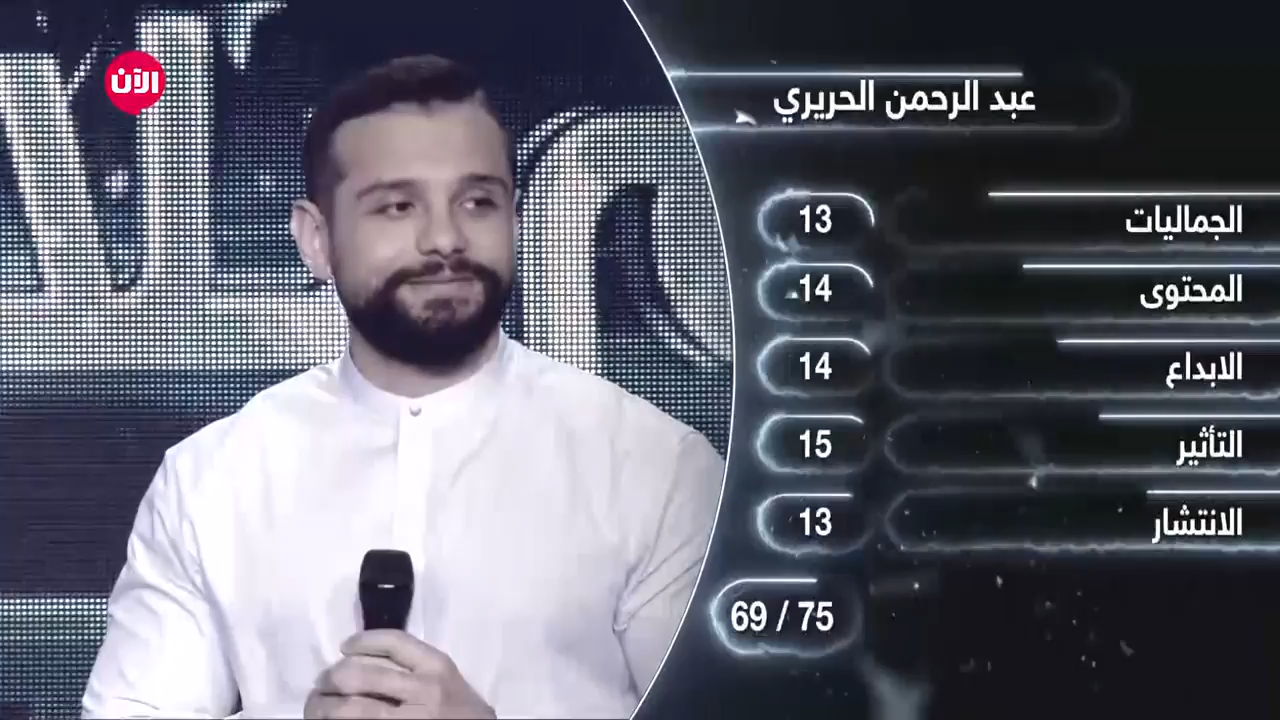 الآن
عبد الرحمن الحريري
الجماليات 13
المحتوى 14
الابداع 14
التأثير 15
الانتشار 13
69 / 75